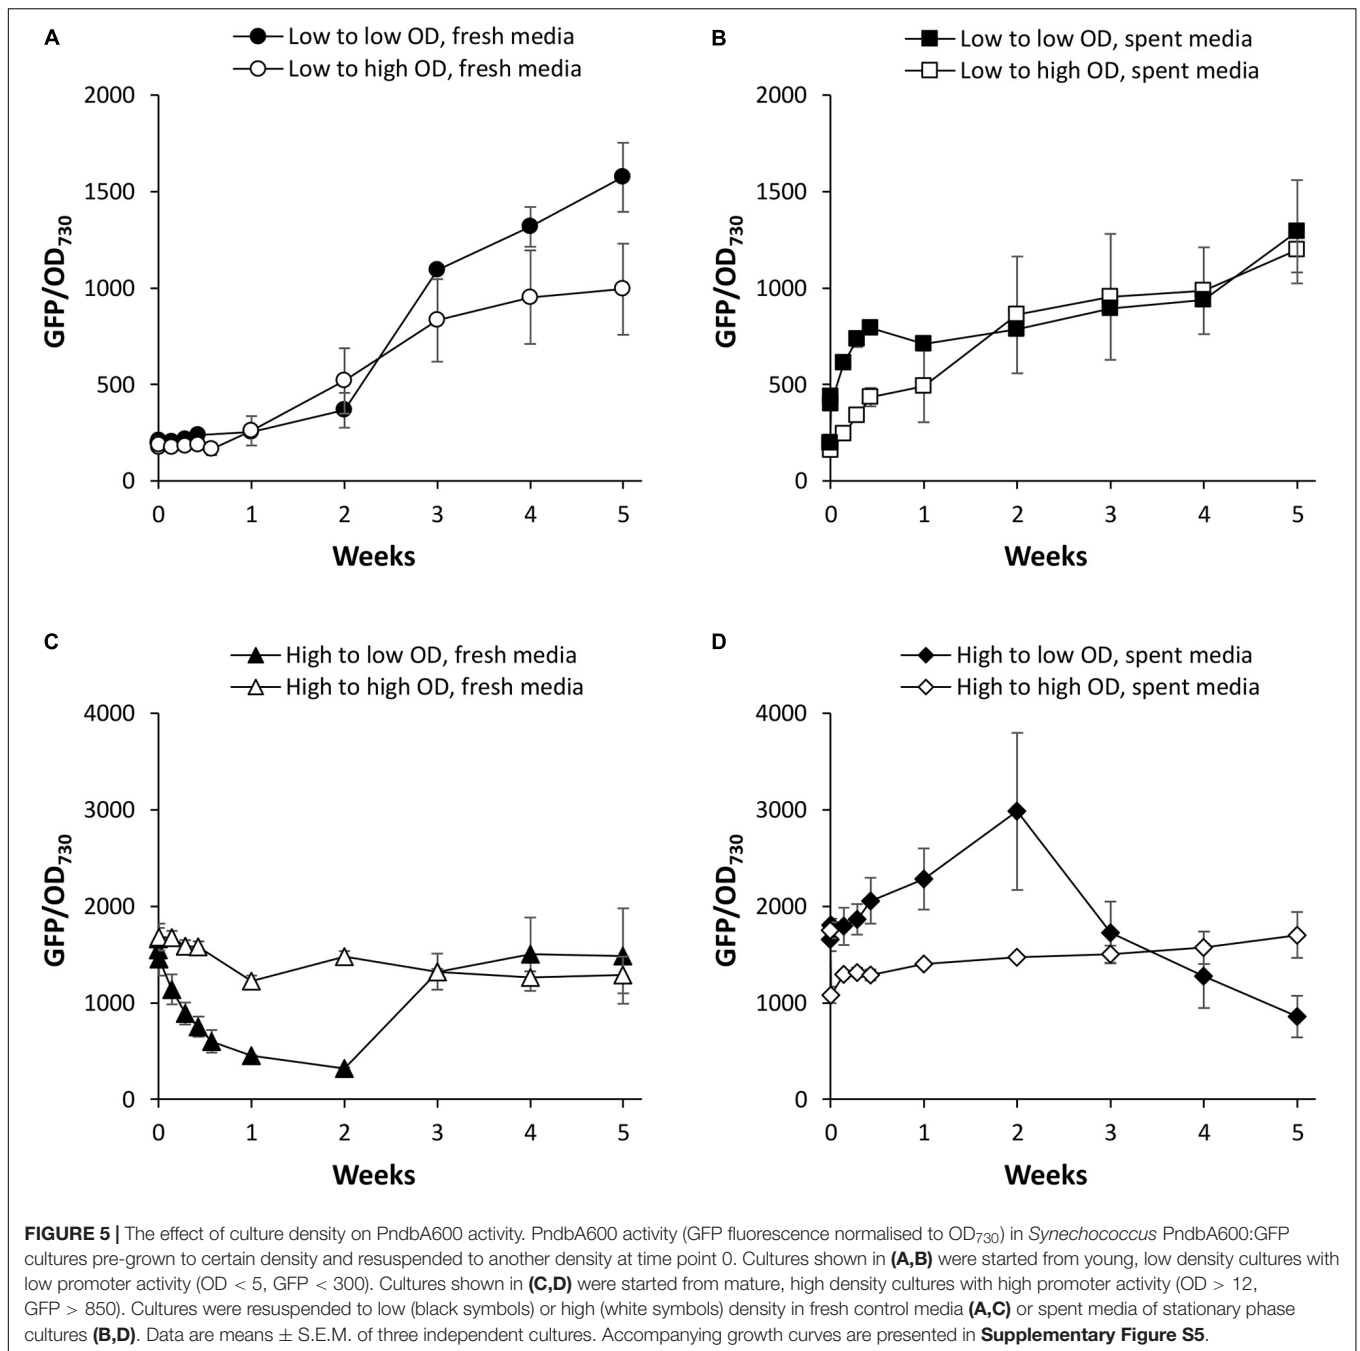 A
Low to low OD, fresh media
Low to high OD, fresh media
2000
1500
1000
500
0
GFP/OD730
0 1 2 3 4 5
Weeks
B
Low to low OD, spent media
Low to high OD, spent media
2000
1500
1000
500
0
GFP/OD730
0 1 2 3 4 5
Weeks
C
High to low OD, fresh media
High to high OD, fresh media
4000
3000
2000
1000
0
GFP/OD730
0 1 2 3 4 5
Weeks
D
High to low OD, spent media
High to high OD, spent media
4000
3000
2000
1000
0
GFP/OD730
0 1 2 3 4 5
Weeks
FIGURE 5 | The effect of culture density on PndbA600 activity. PndbA600 activity (GFP fluorescence normalised to OD730) in Synechococcus PndbA600:GFP
cultures pre-grown to certain density and resuspended to another density at time point 0. Cultures shown in (A,B) were started from young, low density cultures with
low promoter activity (OD < 5, GFP < 300). Cultures shown in (C,D) were started from mature, high density cultures with high promoter activity (OD > 12,
GFP > 850). Cultures were resuspended to low (black symbols) or high (white symbols) density in fresh control media (A,C) or spent media of stationary phase
cultures (B,D). Data are means ± S.E.M. of three independent cultures. Accompanying growth curves are presented in Supplementary Figure S5.